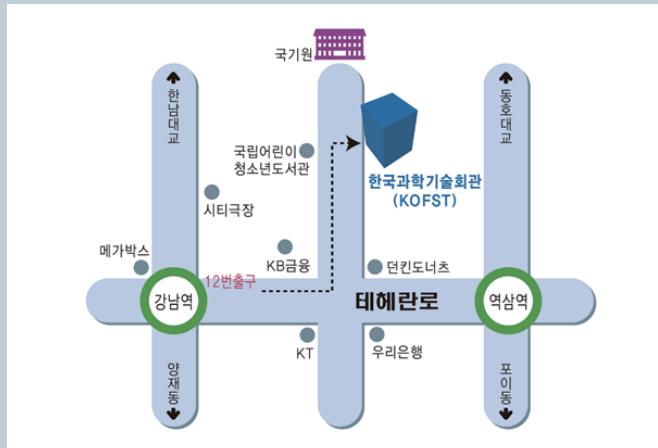 국기원
한남대교
동호대교
국립어린이
청소년도서관
한국과학기술회관
(KOFST)
시티극장
메가박스
KB금융
던킨도너츠
12번출구
강남역
테헤란로
역삼역
KT
우리은행
양재동
포이동